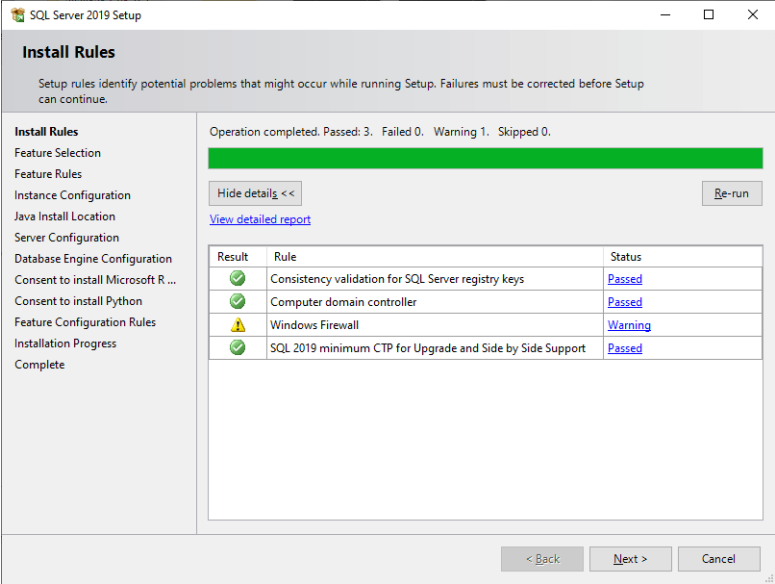 SQL Server 2019 Setup
Install Rules
Setup rules identify potential problems that might occur while running Setup. Failures must be corrected before Setup
can continue.
Install Rules
Feature Selection
Feature Rules
Instance Configuration
Java Install Location
Server Configuration
Database Engine Configuration
Consent to install Microsoft R ...
Consent to install Python
Feature Configuration Rules
Installation Progress
Complete
Operation completed. Passed: 3.   Failed 0.   Warning 1.   Skipped 0.
Hide details <<
Re-run
View detailed report
Result Rule Status
Consistency validation for SQL Server registry keys Passed
Computer domain controller Passed
Windows Firewall Warning
SQL 2019 minimum CTP for Upgrade and Side by Side Support Passed
< Back Next > Cancel